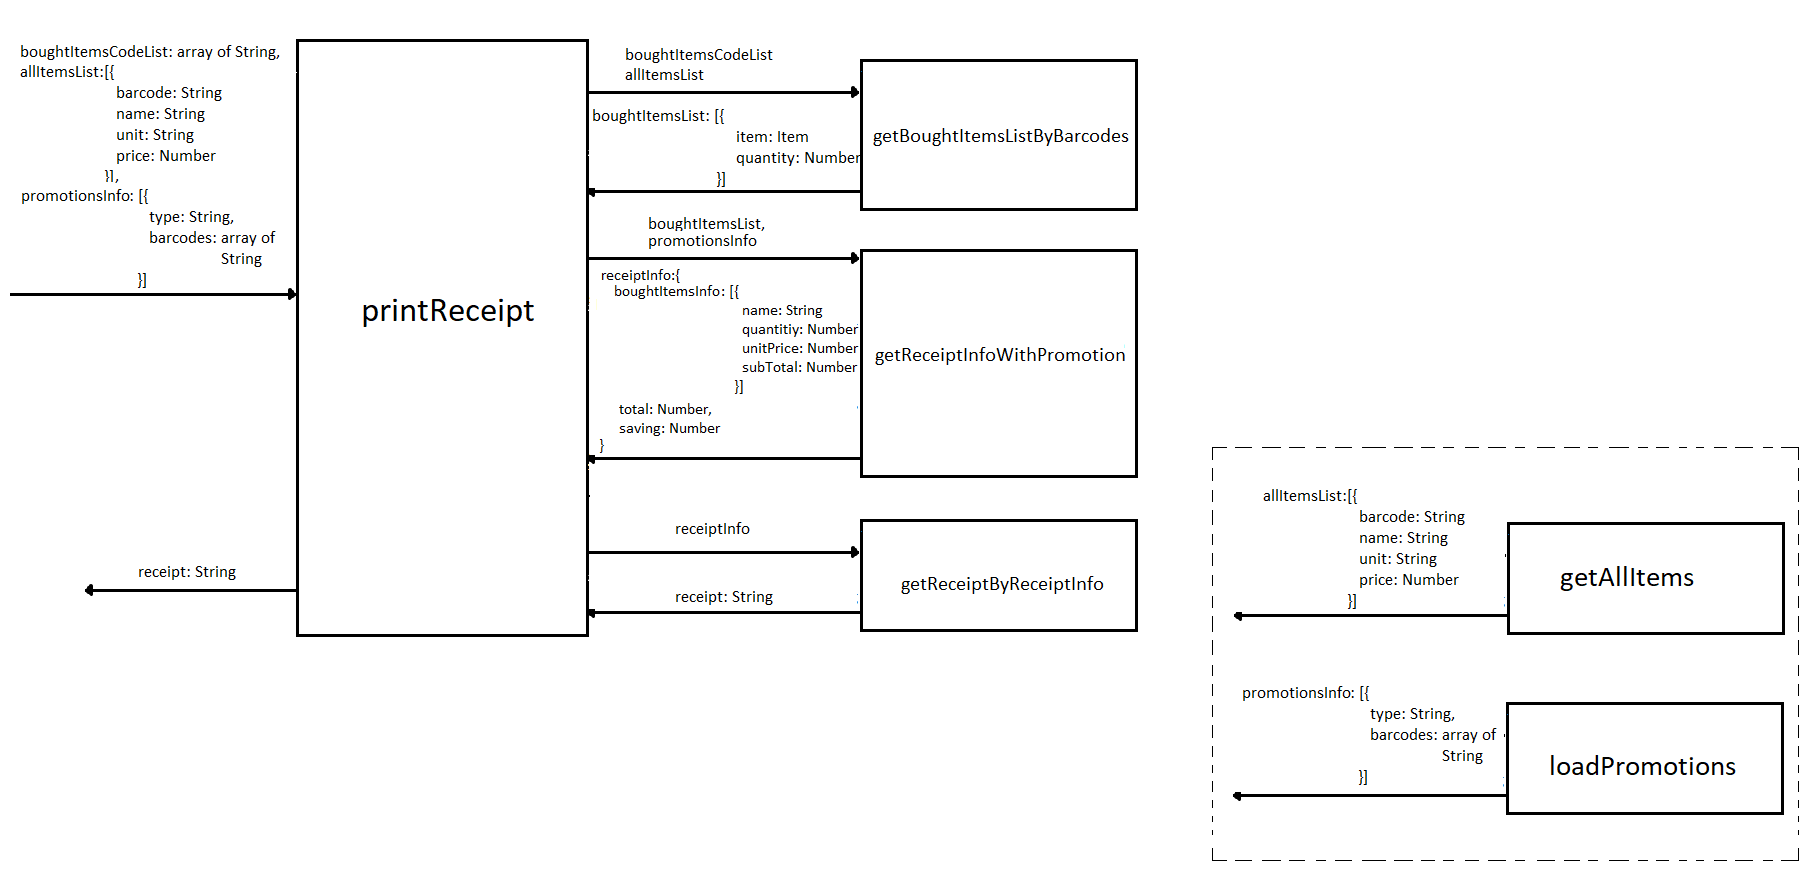 boughtItemsCodeList: array of String,
allItemsList:[{
barcode: String
name: String
unit: String
price: Number
}],
promotionsInfo: [{
type: String,
barcodes: array of
String
}]
printReceipt
receipt: String
boughtItemsCodeList
allItemsList
boughtItemsList: [{
item: Item
quantity: Number
}]
getBoughtItemsListByBarcodes
boughtItemsList,
promotionsInfo
receiptInfo:{
boughtItemsInfo: [{
name: String
quantitiy: Number
unitPrice: Number
subTotal: Number
}]
total: Number,
saving: Number
}
getReceiptInfoWithPromotion
receiptInfo
receipt: String
getReceiptByReceiptInfo
allItemsList:[{
barcode: String
name: String
unit: String
price: Number
}]
getAllItems
promotionsInfo: [{
type: String,
barcodes: array of
String
}]
loadPromotions